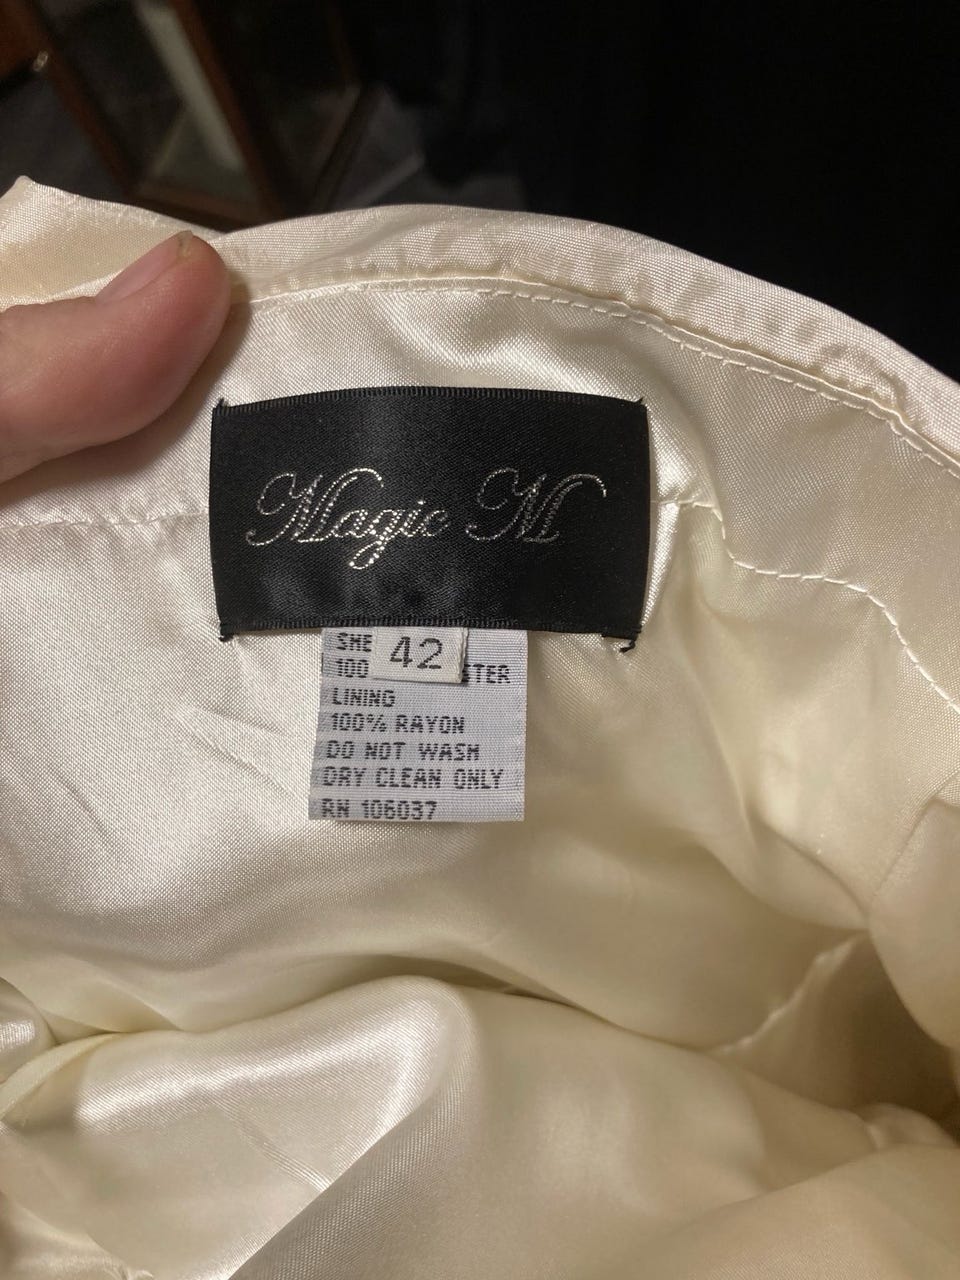 Magic M
42
SHE
100 STER
LINING
100% RAYON
DO NOT WASH
DRY CLEAN ONLY
RN 106037